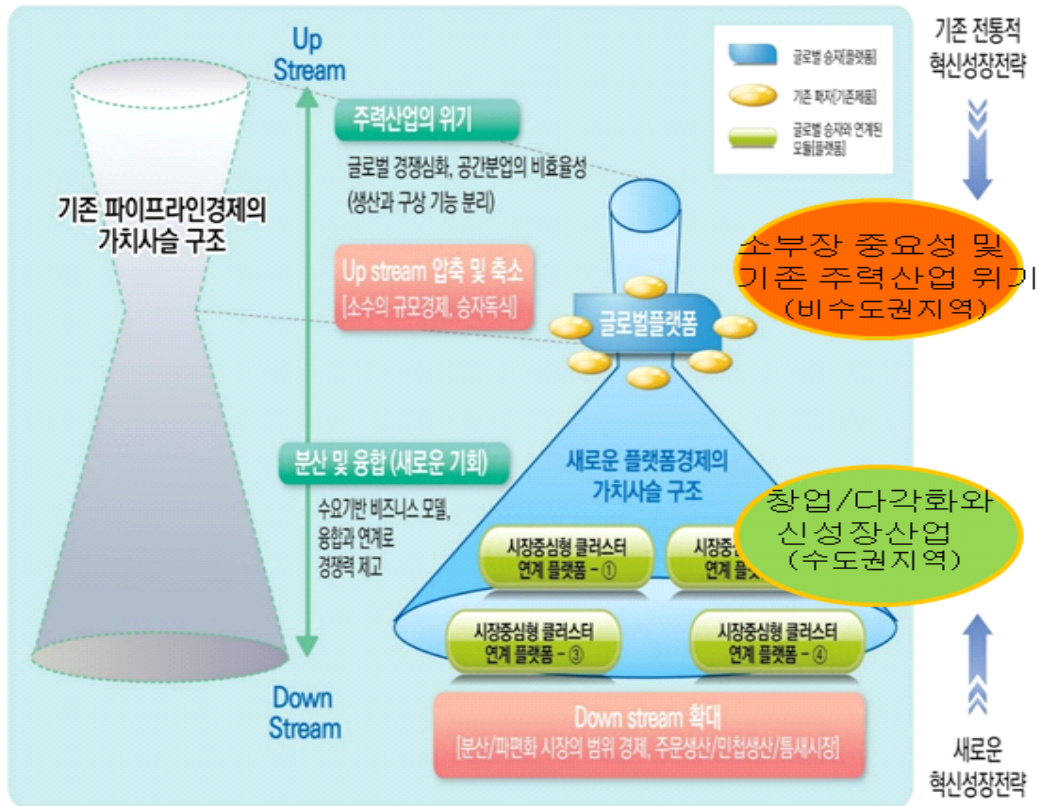 Up
Stream
기존 파이프라인경제의
가치사슬 구조
주력산업의 위기
글로벌 경쟁심화, 공간분업의 비효율성
(생산과 구상 기능 분리)
Up stream 압축 및 축소
[소수의 규모경제, 승자독식]
분산 및 융합 (새로운 기회)
수요기반 비즈니스 모델,
융합과 연계로
경쟁력 제고
Down
Stream
글로벌 승자[플랫폼]
기존 패자[기존제품]
글로벌 승자와 연계된
모듈[플랫폼]
글로벌플랫폼
새로운 플랫폼경제의
가치사슬 구조
시장중심형 클러스터
연계 플랫폼 - ①
시장중심
연계 플랫
시장중심형 클러스터
연계 플랫폼 - ③
시장중심형 클러스터
연계 플랫폼 - ④
Down stream 확대
[분산/파편화 시장의 범위 경제, 주문생산/민첩생산/틈새시장]
기존 전통적
혁신성장전략
소부장 중요성 및
기존 주력산업 위기
(비수도권지역)
창업/다각화와
신성장산업
(수도권지역)
새로운
혁신성장전략